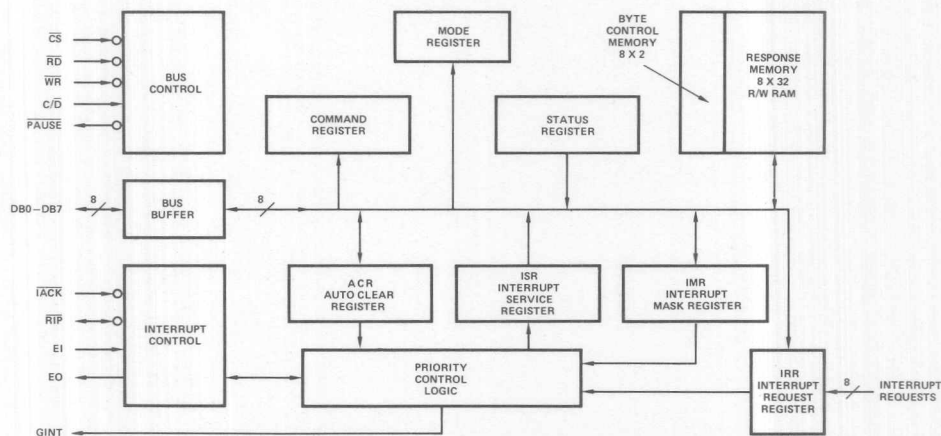 CS
RD
WR
C/D
PAUSE
BUS
CONTROL
MODE
REGISTER
BYTE
CONTROL
MEMORY
8 X 2
RESPONSE
MEMORY
8 X 32
R/W RAM
COMMAND
REGISTER
STATUS
REGISTER
DB0–DB7
8
BUS
BUFFER
8
IACK
RIP
EI
EO
INTERRUPT
CONTROL
ACR
AUTO CLEAR
REGISTER
ISR
INTERRUPT
SERVICE
REGISTER
IMR
INTERRUPT
MASK REGISTER
PRIORITY
CONTROL
LOGIC
IRR
INTERRUPT
REQUEST
REGISTER
8
INTERRUPT
REQUESTS
GINT